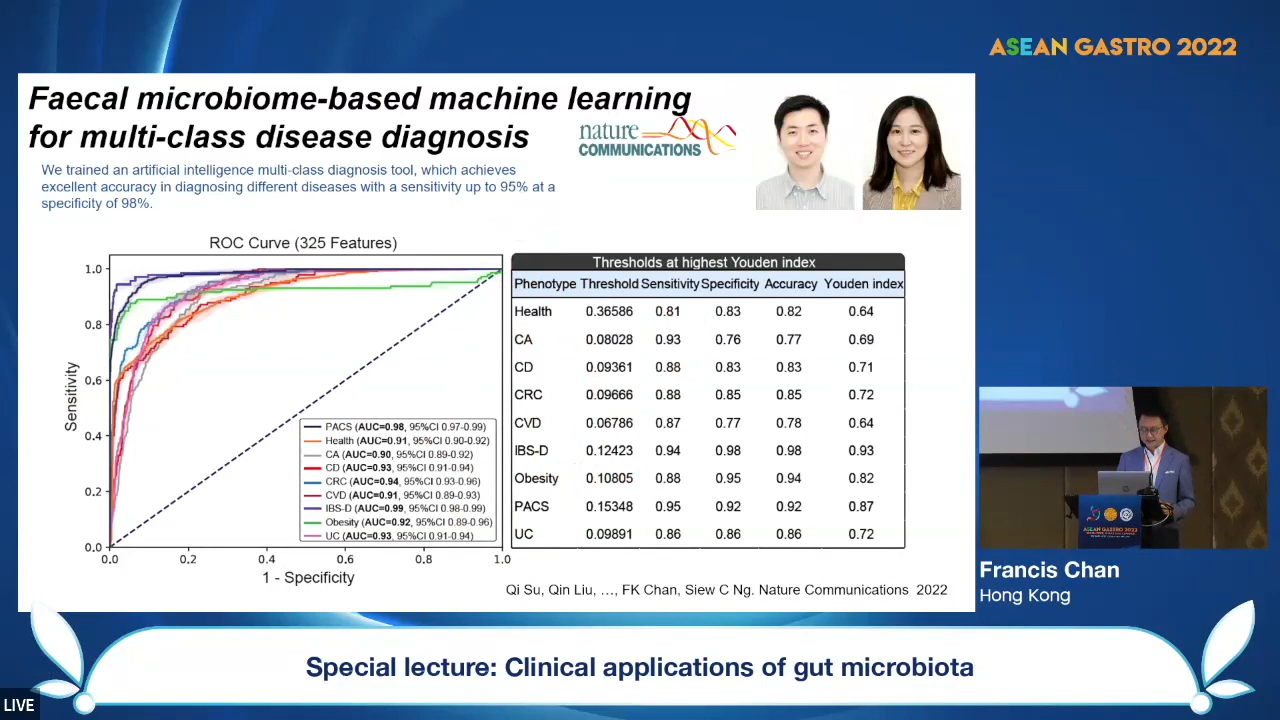 ASEAN GASTRO 2022
Faecal microbiome-based machine learning
for multi-class disease diagnosis
nature
COMMUNICATIONS
We trained an artificial intelligence multi-class diagnosis tool, which achieves
excellent accuracy in diagnosing different diseases with a sensitivity up to 95% at a
specificity of 98%.
ROC Curve (325 Features)
1.0
0.8
0.6
0.4
0.2
0.0
Sensitivity
0.0 0.2 0.4 0.6 0.8 1.0
1 - Specificity
PACS (AUC=0.98, 95%CI 0.97-0.99)
Health (AUC=0.91, 95%CI 0.90-0.92)
CA (AUC=0.90, 95%CI 0.89-0.92)
CD (AUC=0.93, 95%CI 0.91-0.94)
CRC (AUC=0.94, 95%CI 0.93-0.96)
CVD (AUC=0.91, 95%CI 0.89-0.93)
IBS-D (AUC=0.99, 95%CI 0.98-0.99)
Obesity (AUC=0.92, 95%CI 0.89-0.96)
UC (AUC=0.93, 95%CI 0.91-0.94)
Thresholds at highest Youden index
Phenotype Threshold Sensitivity Specificity Accuracy Youden index
Health 0.36586 0.81 0.83 0.82 0.64
CA 0.08028 0.93 0.76 0.77 0.69
CD 0.09361 0.88 0.83 0.83 0.71
CRC 0.09666 0.88 0.85 0.85 0.72
CVD 0.06786 0.87 0.77 0.78 0.64
IBS-D 0.12423 0.94 0.98 0.98 0.93
Obesity 0.10805 0.88 0.95 0.94 0.82
PACS 0.15348 0.95 0.92 0.92 0.87
UC 0.09891 0.86 0.86 0.86 0.72
Qi Su, Qin Liu, ..., FK Chan, Siew C Ng. Nature Communications 2022
ASEAN GASTRO 2022
Francis Chan
Hong Kong
Special lecture: Clinical applications of gut microbiota
LIVE